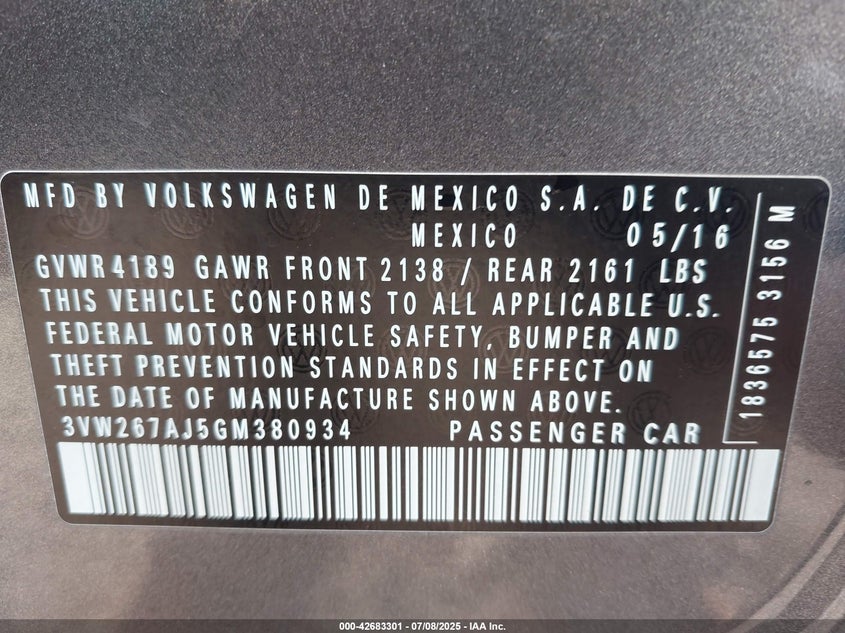 MFD BY VOLKSWAGEN DE MEXICO S.A. DE C.V.
MEXICO 05/16
GVWR 4189 GAWR FRONT 2138 / REAR 2161 LBS
THIS VEHICLE CONFORMS TO ALL APPLICABLE U.S.
FEDERAL MOTOR VEHICLE SAFETY, BUMPER AND
THEFT PREVENTION STANDARDS IN EFFECT ON
THE DATE OF MANUFACTURE SHOWN ABOVE.
3VW267AJ5GM380934 PASSENGER CAR
1836575 3156 M
000-42683301 - 07/08/2025 - IAA Inc.